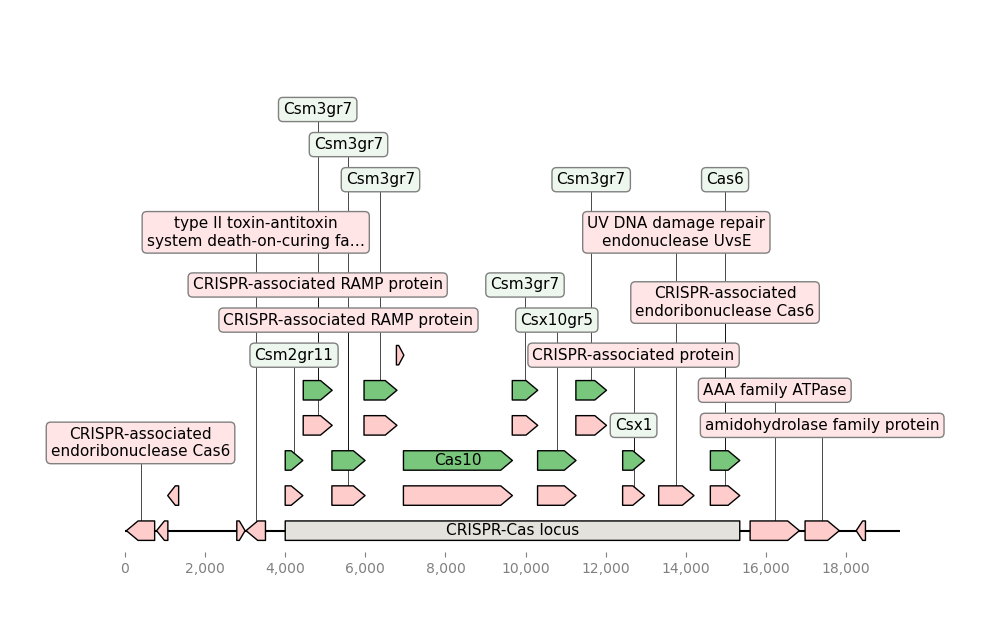 Csm3gr7
Csm3gr7
Csm3gr7
Csm3gr7
Cas6
type II toxin-antitoxin
system death-on-curing fa…
UV DNA damage repair
endonuclease UvsE
CRISPR-associated RAMP protein
Csm3gr7
CRISPR-associated
endoribonuclease Cas6
CRISPR-associated RAMP protein
Csx10gr5
Csm2gr11
CRISPR-associated protein
AAA family ATPase
CRISPR-associated
endoribonuclease Cas6
Csx1
amidohydrolase family protein
Cas10
CRISPR-Cas locus
0 2,000 4,000 6,000 8,000 10,000 12,000 14,000 16,000 18,000